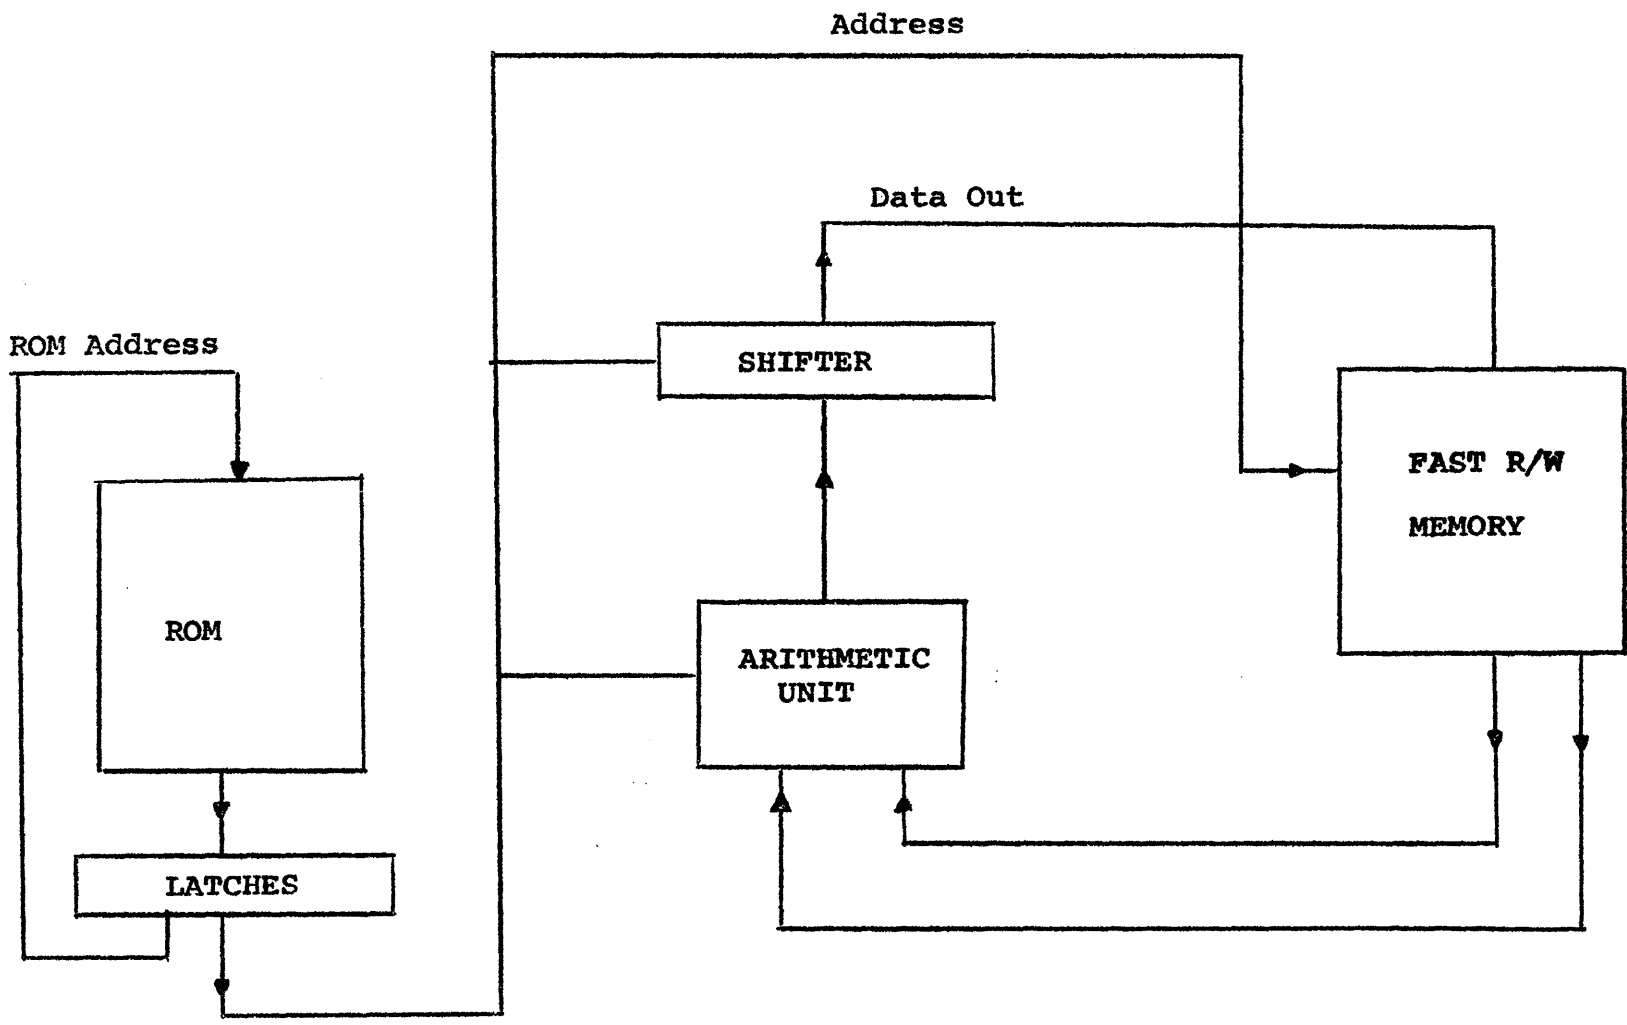 Address
Data Out
ROM Address
SHIFTER
FAST R/W
MEMORY
ROM
ARITHMETIC
UNIT
LATCHES